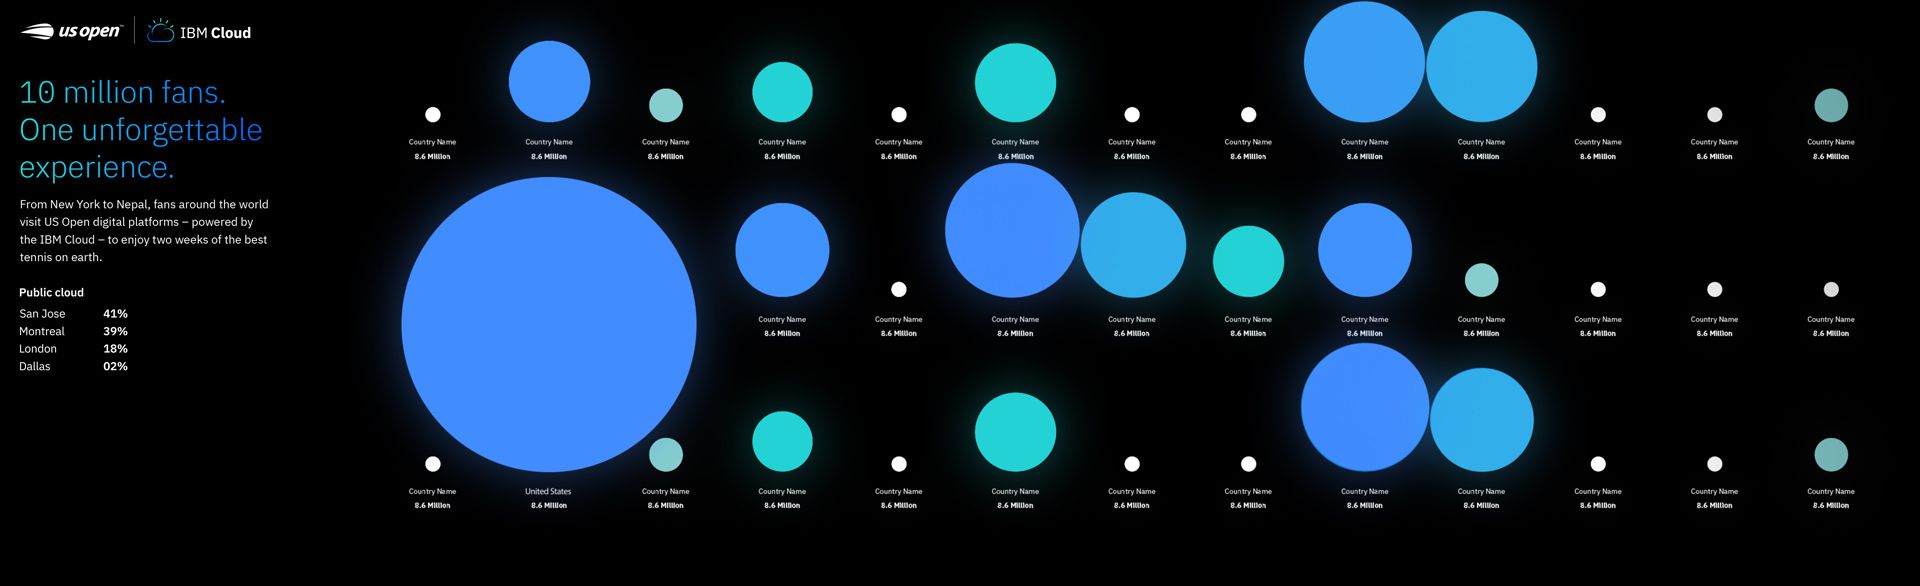 us open
IBM Cloud
10 million fans.
One unforgettable
experience.
From New York to Nepal, fans around the world
visit US Open digital platforms – powered by
the IBM Cloud – to enjoy two weeks of the best
tennis on earth.
Public cloud
San Jose 41%
Montreal 39%
London 18%
Dallas 02%
Country Name Country Name Country Name Country Name Country Name Country Name Country Name Country Name Country Name Country Name Country Name Country Name Country Name
8.6 Million 8.6 Million 8.6 Million 8.6 Million 8.6 Million 8.6 Million 8.6 Million 8.6 Million 8.6 Million 8.6 Million 8.6 Million 8.6 Million 8.6 Million
Country Name Country Name Country Name Country Name Country Name Country Name Country Name Country Name Country Name Country Name
8.6 Million 8.6 Million 8.6 Million 8.6 Million 8.6 Million 8.6 Million 8.6 Million 8.6 Million 8.6 Million 8.6 Million
Country Name United States Country Name Country Name Country Name Country Name Country Name Country Name Country Name Country Name Country Name Country Name Country Name
8.6 Million 8.6 Million 8.6 Million 8.6 Million 8.6 Million 8.6 Million 8.6 Million 8.6 Million 8.6 Million 8.6 Million 8.6 Million 8.6 Million 8.6 Million